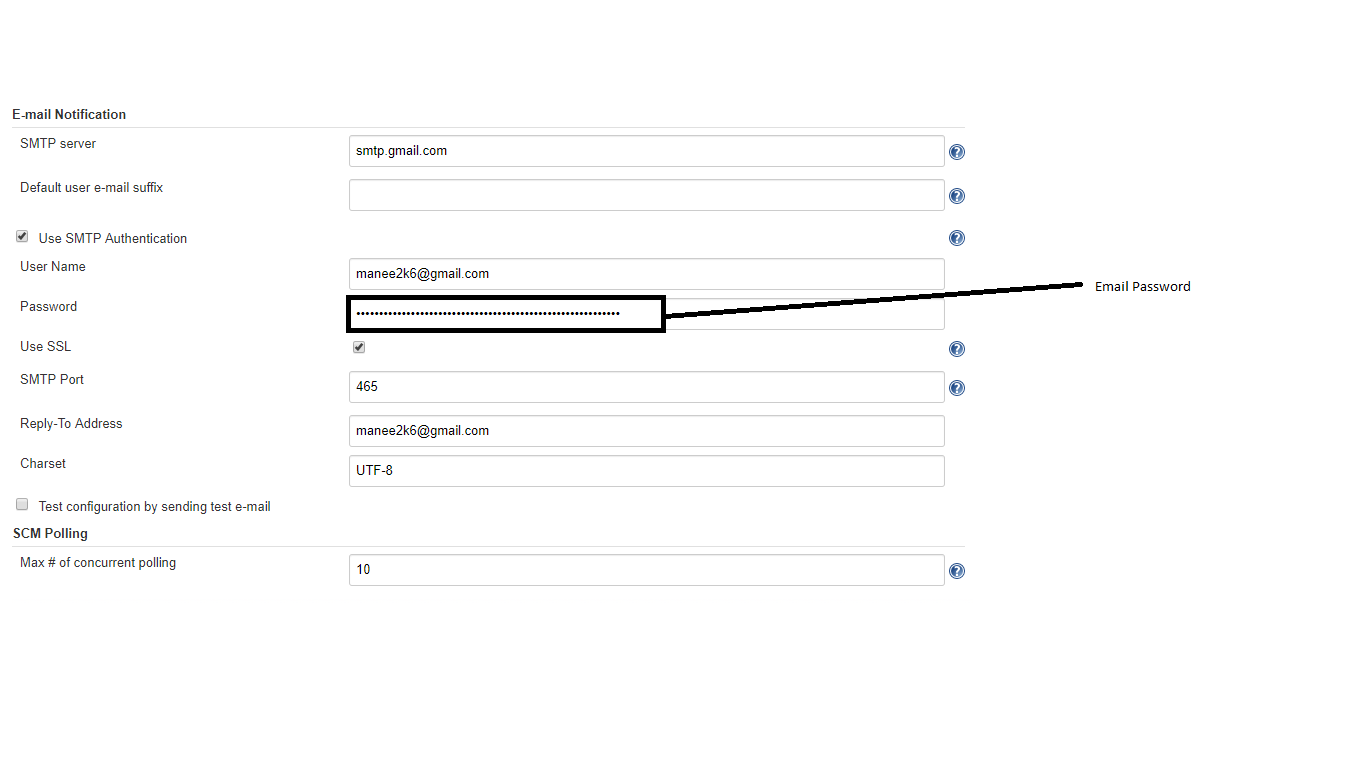 E-mail Notification
SMTP server
smtp.gmail.com
Default user e-mail suffix
Use SMTP Authentication
User Name
manee2k6@gmail.com
Password
Email Password
Use SSL
SMTP Port
465
Reply-To Address
manee2k6@gmail.com
Charset
UTF-8
Test configuration by sending test e-mail
SCM Polling
Max # of concurrent polling
10